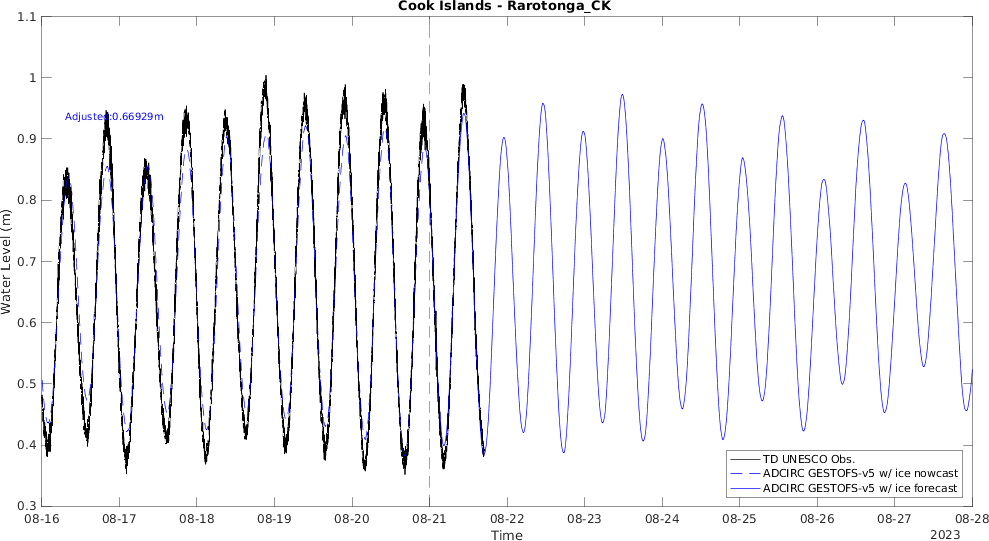 Cook Islands - Rarotonga_CK
1.1
1
0.9
0.8
0.7
0.6
0.5
0.4
0.3
Water Level (m)
Adjusted:0.66929m
TD UNESCO Obs.
ADCIRC GESTOFS-v5 w/ ice nowcast
ADCIRC GESTOFS-v5 w/ ice forecast
08-16 08-17 08-18 08-19 08-20 08-21 08-22 08-23 08-24 08-25 08-26 08-27 08-28
Time
2023